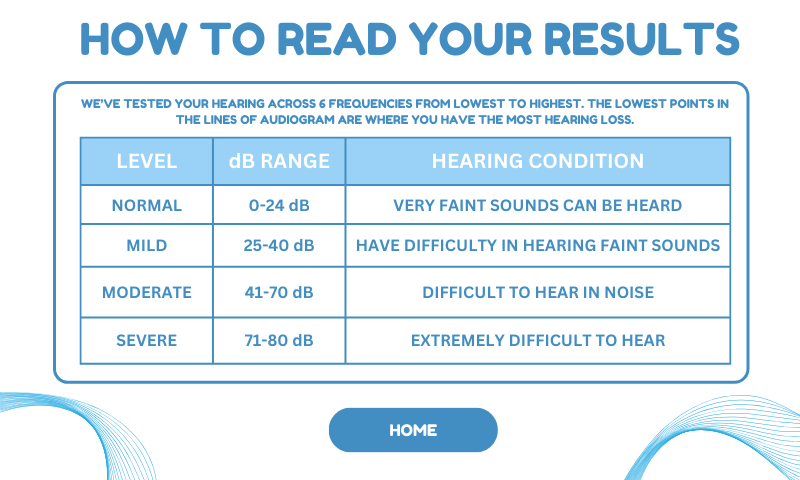 HOW TO READ YOUR RESULTS
WE'VE TESTED YOUR HEARING ACROSS 6 FREQUENCIES FROM LOWEST TO HIGHEST. THE LOWEST POINTS IN
THE LINES OF AUDIOGRAM ARE WHERE YOU HAVE THE MOST HEARING LOSS.
LEVEL dB RANGE HEARING CONDITION
NORMAL 0-24 dB VERY FAINT SOUNDS CAN BE HEARD
MILD 25-40 dB HAVE DIFFICULTY IN HEARING FAINT SOUNDS
MODERATE 41-70 dB DIFFICULT TO HEAR IN NOISE
SEVERE 71-80 dB EXTREMELY DIFFICULT TO HEAR
HOME